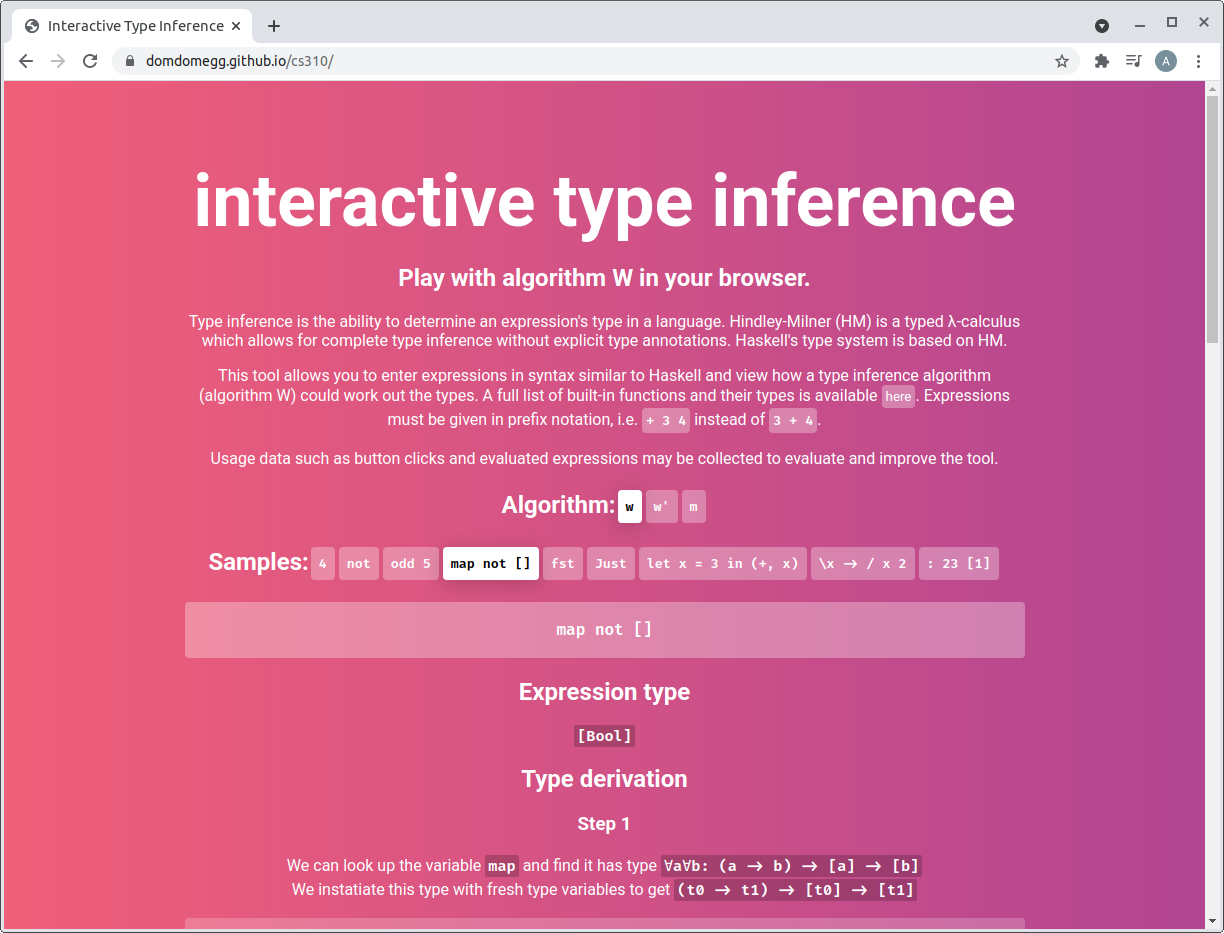 Interactive Type Inference
domdomegg.github.io/cs310/
A
interactive type inference
Play with algorithm W in your browser.
Type inference is the ability to determine an expression's type in a language. Hindley-Milner (HM) is a typed λ-calculus
which allows for complete type inference without explicit type annotations. Haskell's type system is based on HM.
This tool allows you to enter expressions in syntax similar to Haskell and view how a type inference algorithm
(algorithm W) could work out the types. A full list of built-in functions and their types is available here. Expressions
must be given in prefix notation, i.e. + 3 4 instead of 3 + 4.
Usage data such as button clicks and evaluated expressions may be collected to evaluate and improve the tool.
Algorithm: w w' m
Samples: 4 not odd 5 map not [] fst Just let x = 3 in (+, x) \x → / x 2 : 23 [1]
map not []
Expression type
[Bool]
Type derivation
Step 1
We can look up the variable map and find it has type ∀a∀b: (a → b) → [a] → [b]
We instatiate this type with fresh type variables to get (t0 → t1) → [t0] → [t1]